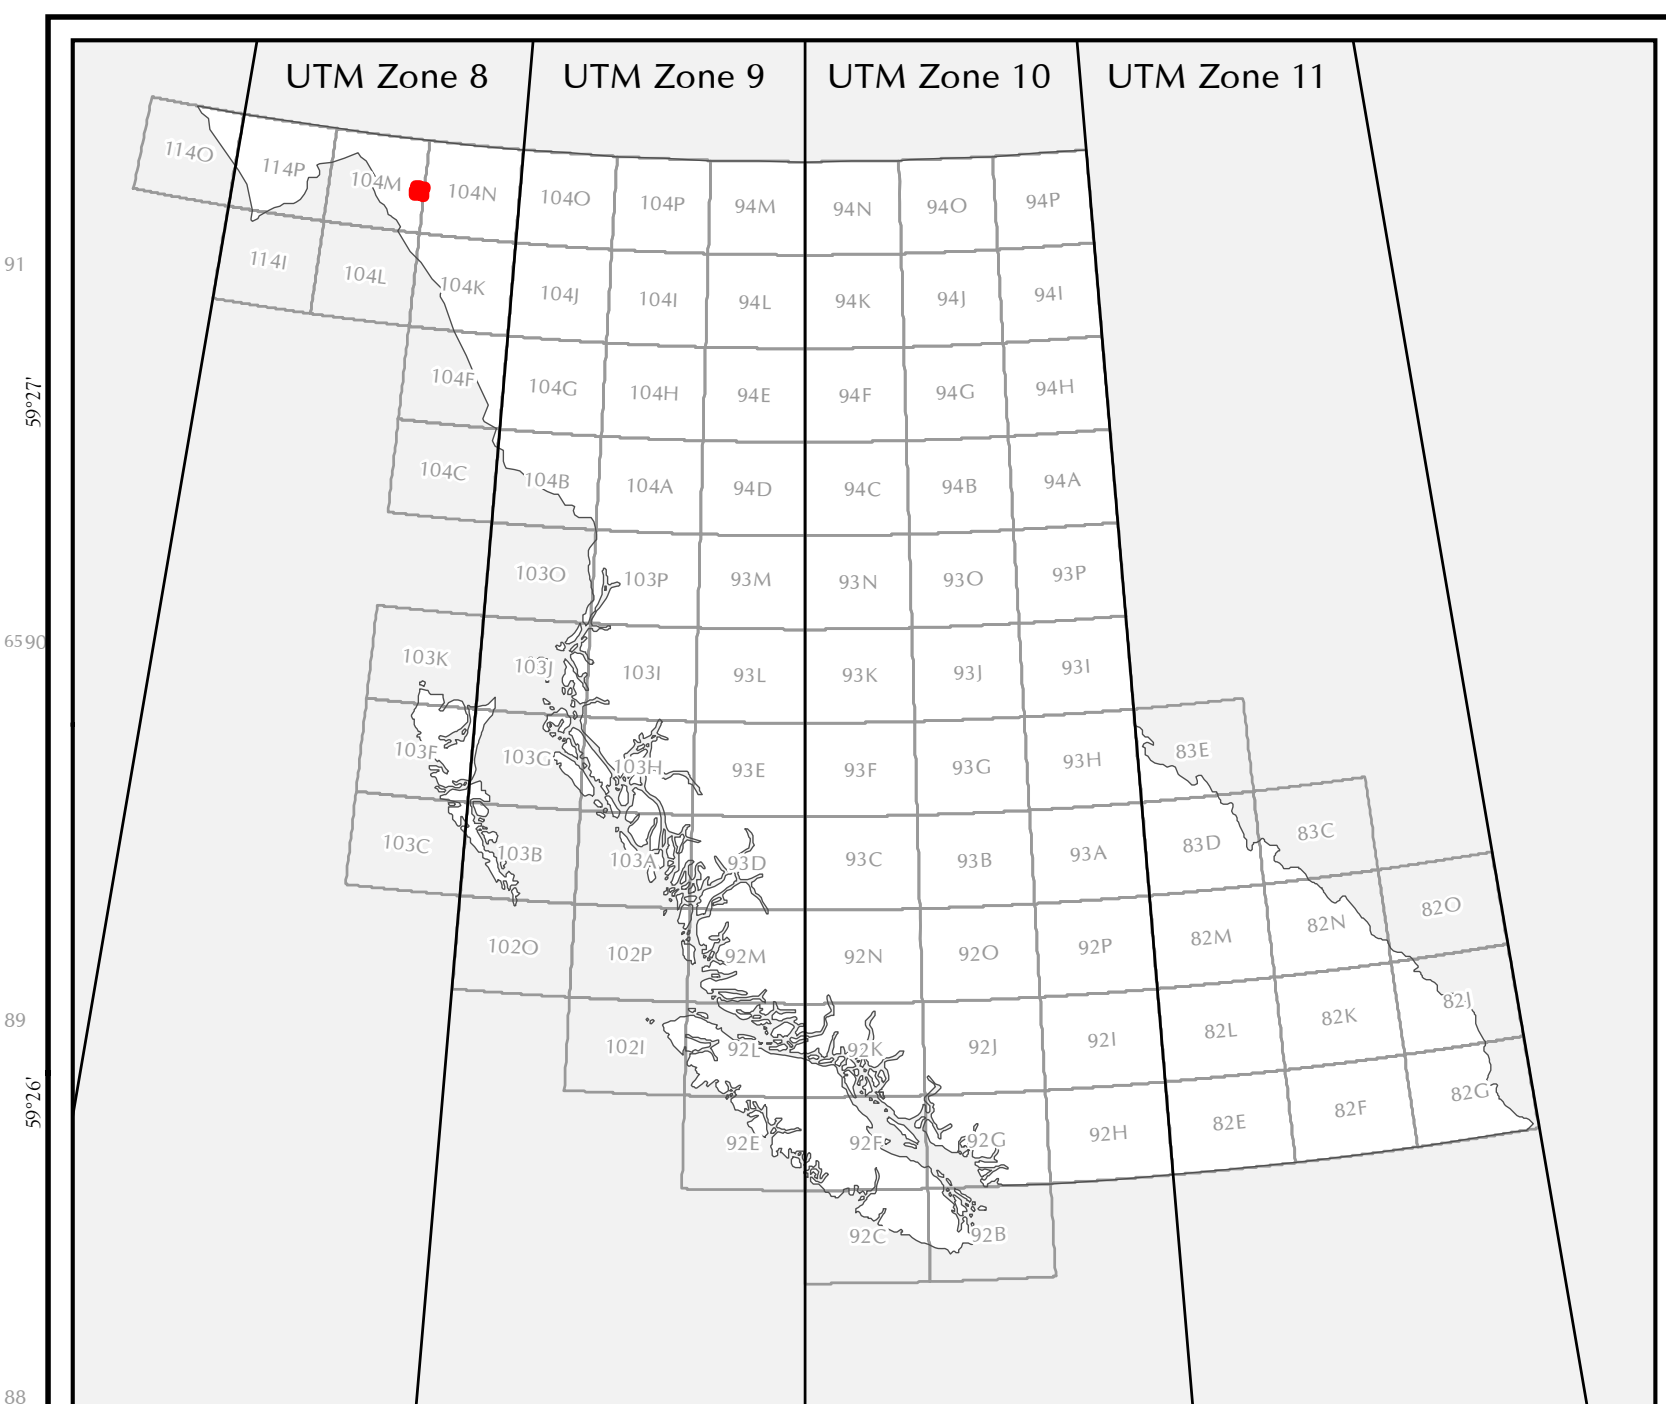 UTM Zone 8 UTM Zone 9 UTM Zone 10 UTM Zone 11
114O 114P 104M 104N 104O 104P 94M 94N 94O 94P
91
114I 104L 104K 104J 104I 94L 94K 94J 94I
59°27'
104F 104G 104H 94E 94F 94G 94H
104C 104B 104A 94D 94C 94B 94A
103O 103P 93M 93N 93O 93P
6590
103K 103J 103I 93L 93K 93J 93I
103F 103G 103H 93E 93F 93G 93H 83E
103C 103B 103A 93D 93C 93B 93A 83D 83C
102O 102P 92M 92N 92O 92P 82M 82N 82O
89
102I 92L 92K 92J 92I 82L 82K 82J
59°26'
92E 92F 92G 92H 82E 82F 82G
92C 92B
88